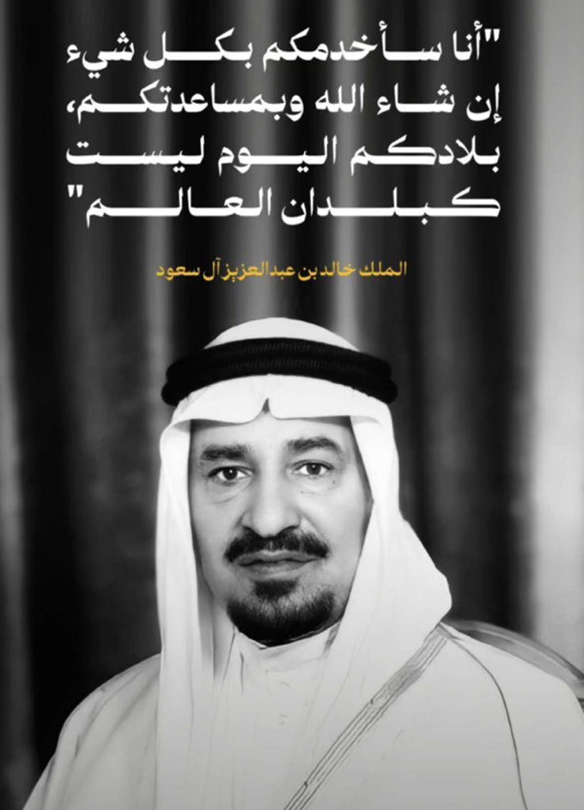 "أنا سأخدمكم بكل شيء
إن شاء الله وبمساعدتكم،
بلادكم اليوم ليست
كبلدان العالم"
الملك خالد بن عبدالعزيز آل سعود